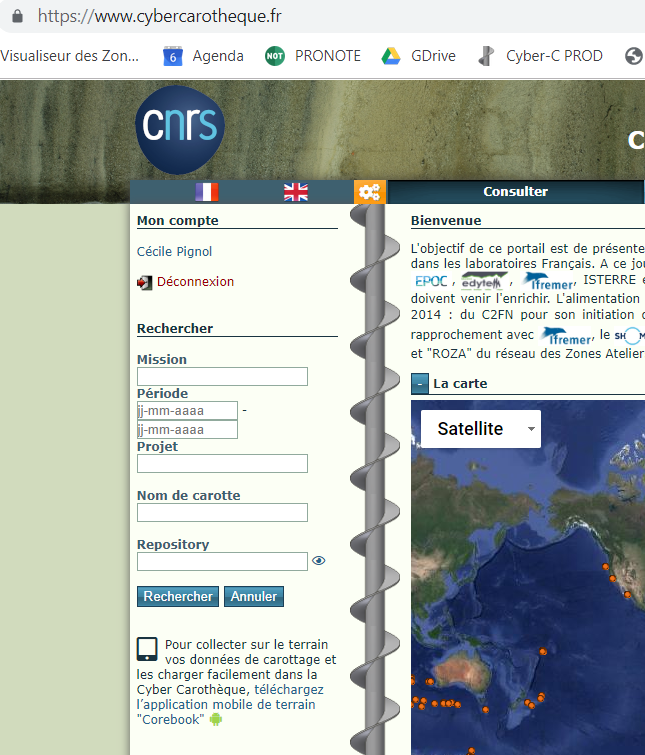 https://www.cybercarotheque.fr
Visualiseur des Zon... Agenda NOT PRONOTE GDrive Cyber-C PROD
6
cnrs
C
Consulter
Mon compte
Cécile Pignol
Déconnexion
Rechercher
Mission
Période
jj-mm-aaaa -
jj-mm-aaaa
Projet
Nom de carotte
Repository
Rechercher Annuler
Pour collecter sur le terrain
vos données de carottage et
les charger facilement dans la
Cyber Carothèque, téléchargez
l'application mobile de terrain
"Corebook"
Bienvenue
L'objectif de ce portail est de présente
dans les laboratoires Français. A ce jou
EPOC, edytem, Ifremer, ISTERRE e
doivent venir l'enrichir. L'alimentation
2014 : du C2FN pour son initiation
rapprochement avec Ifremer, le SHOM
et "ROZA" du réseau des Zones Atelier
- La carte
Satellite